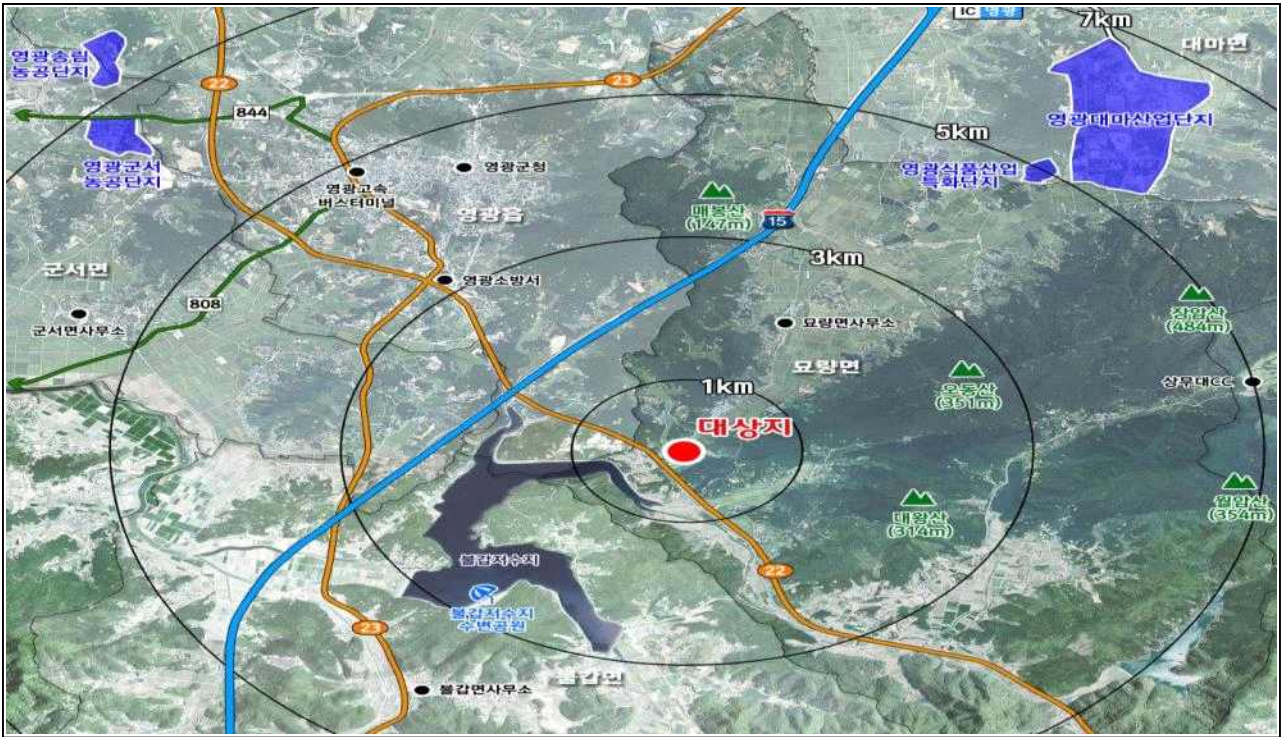 IC 영광
7km
대마면
영광송림
농공단지
22
23
844
영광대마산업단지
5km
영광군서
농공단지
영광군청
영광식품산업
특화단지
영광고속
버스터미널
영광읍
매봉산
(147m)
15
3km
군서면
영광소방서
808
장암산
(484m)
군서면사무소
묘량면사무소
묘량면
1km
(351m)
상무대CC
대상지
월암산
(354m)
대왕산
(314m)
불갑저수지
22
불갑저수지
수변공원
23
불갑면
불갑면사무소